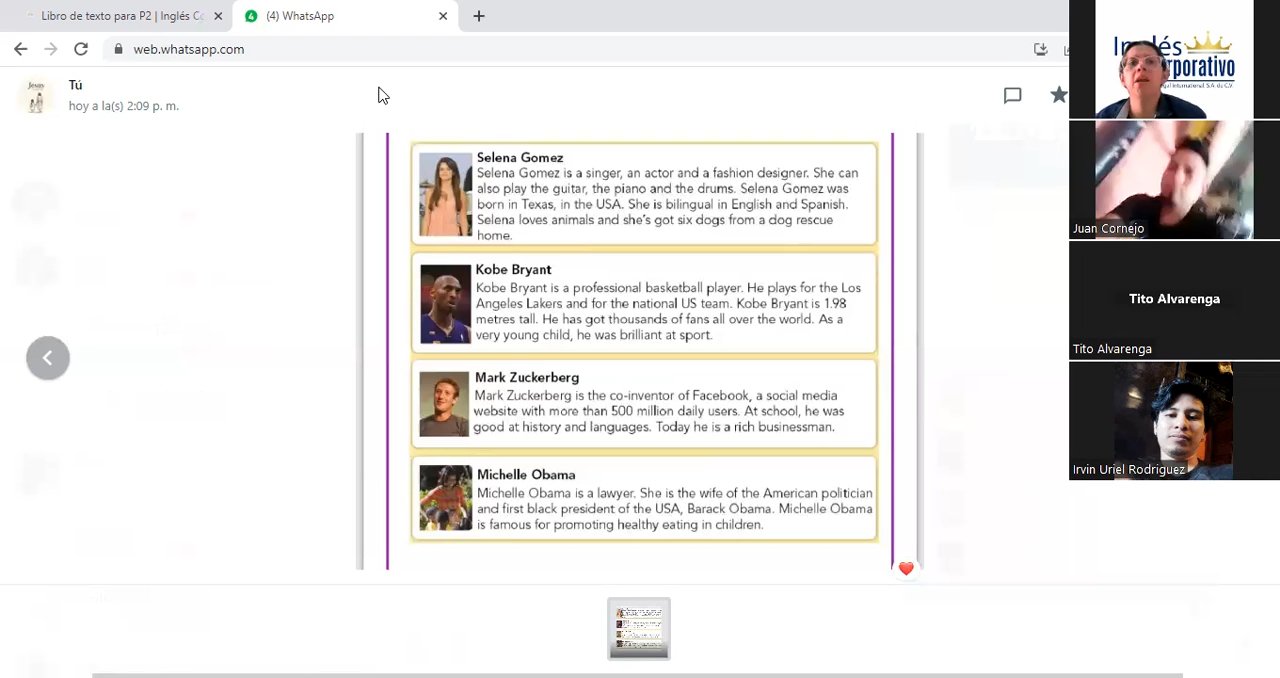 Libro de texto para P2 | Inglés Co
(4) WhatsApp
web.whatsapp.com
Tú
hoy a la(s) 2:09 p. m.
Selena Gomez
Selena Gomez is a singer, an actor and a fashion designer. She can
also play the guitar, the piano and the drums. Selena Gomez was
born in Texas, in the USA. She is bilingual in English and Spanish.
Selena loves animals and she's got six dogs from a dog rescue
home.
Kobe Bryant
Kobe Bryant is a professional basketball player. He plays for the Los
Angeles Lakers and for the national US team. Kobe Bryant is 1.98
metres tall. He has got thousands of fans all over the world. As a
very young child, he was brilliant at sport.
Mark Zuckerberg
Mark Zuckerberg is the co-inventor of Facebook, a social media
website with more than 500 million daily users. At school, he was
good at history and languages. Today he is a rich businessman.
Michelle Obama
Michelle Obama is a lawyer. She is the wife of the American politician
and first black president of the USA, Barack Obama. Michelle Obama
is famous for promoting healthy eating in children.
Juan Cornejo
Tito Alvarenga
Tito Alvarenga
Irvin Uriel Rodriguez